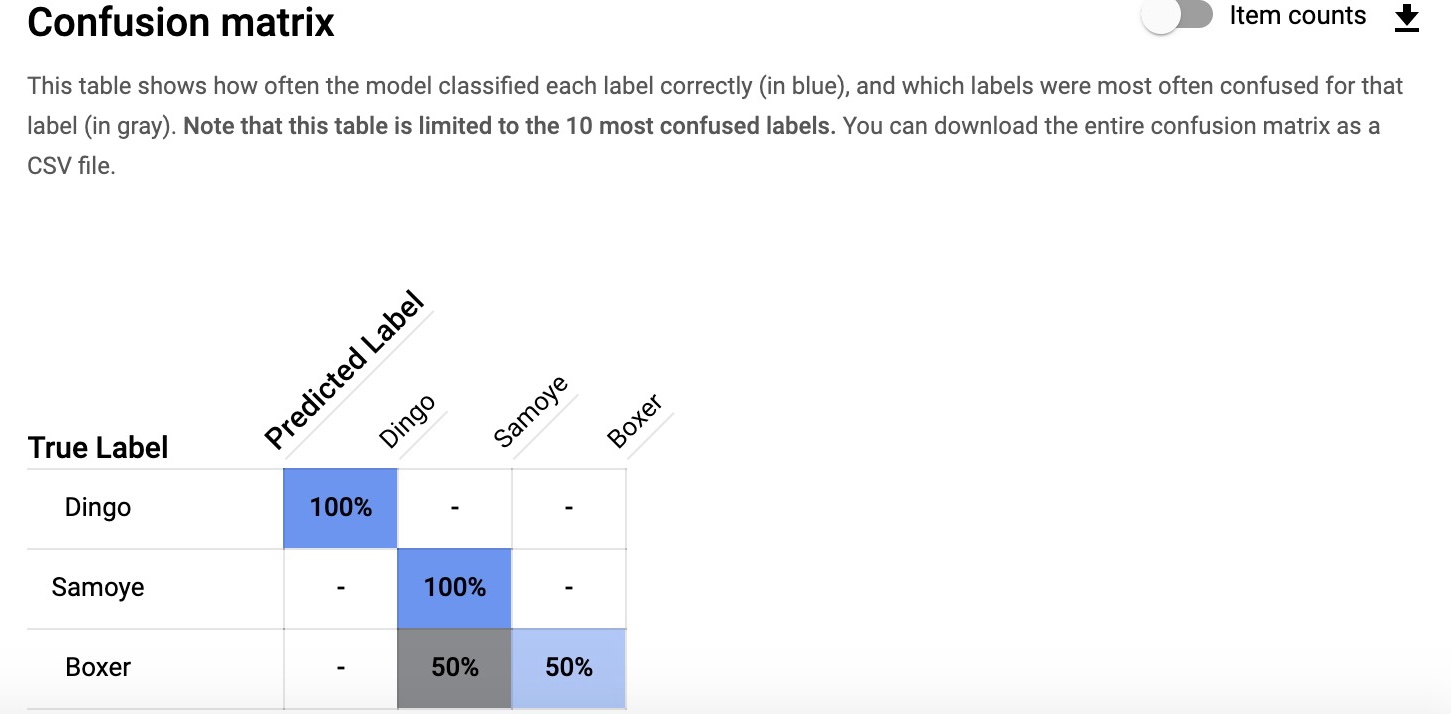 Confusion matrix
Item counts
This table shows how often the model classified each label correctly (in blue), and which labels were most often confused for that
label (in gray). Note that this table is limited to the 10 most confused labels. You can download the entire confusion matrix as a
CSV file.
True Label
Predicted Label
Dingo
Samoye
Boxer
Dingo 100% - -
Samoye - 100% -
Boxer - 50% 50%